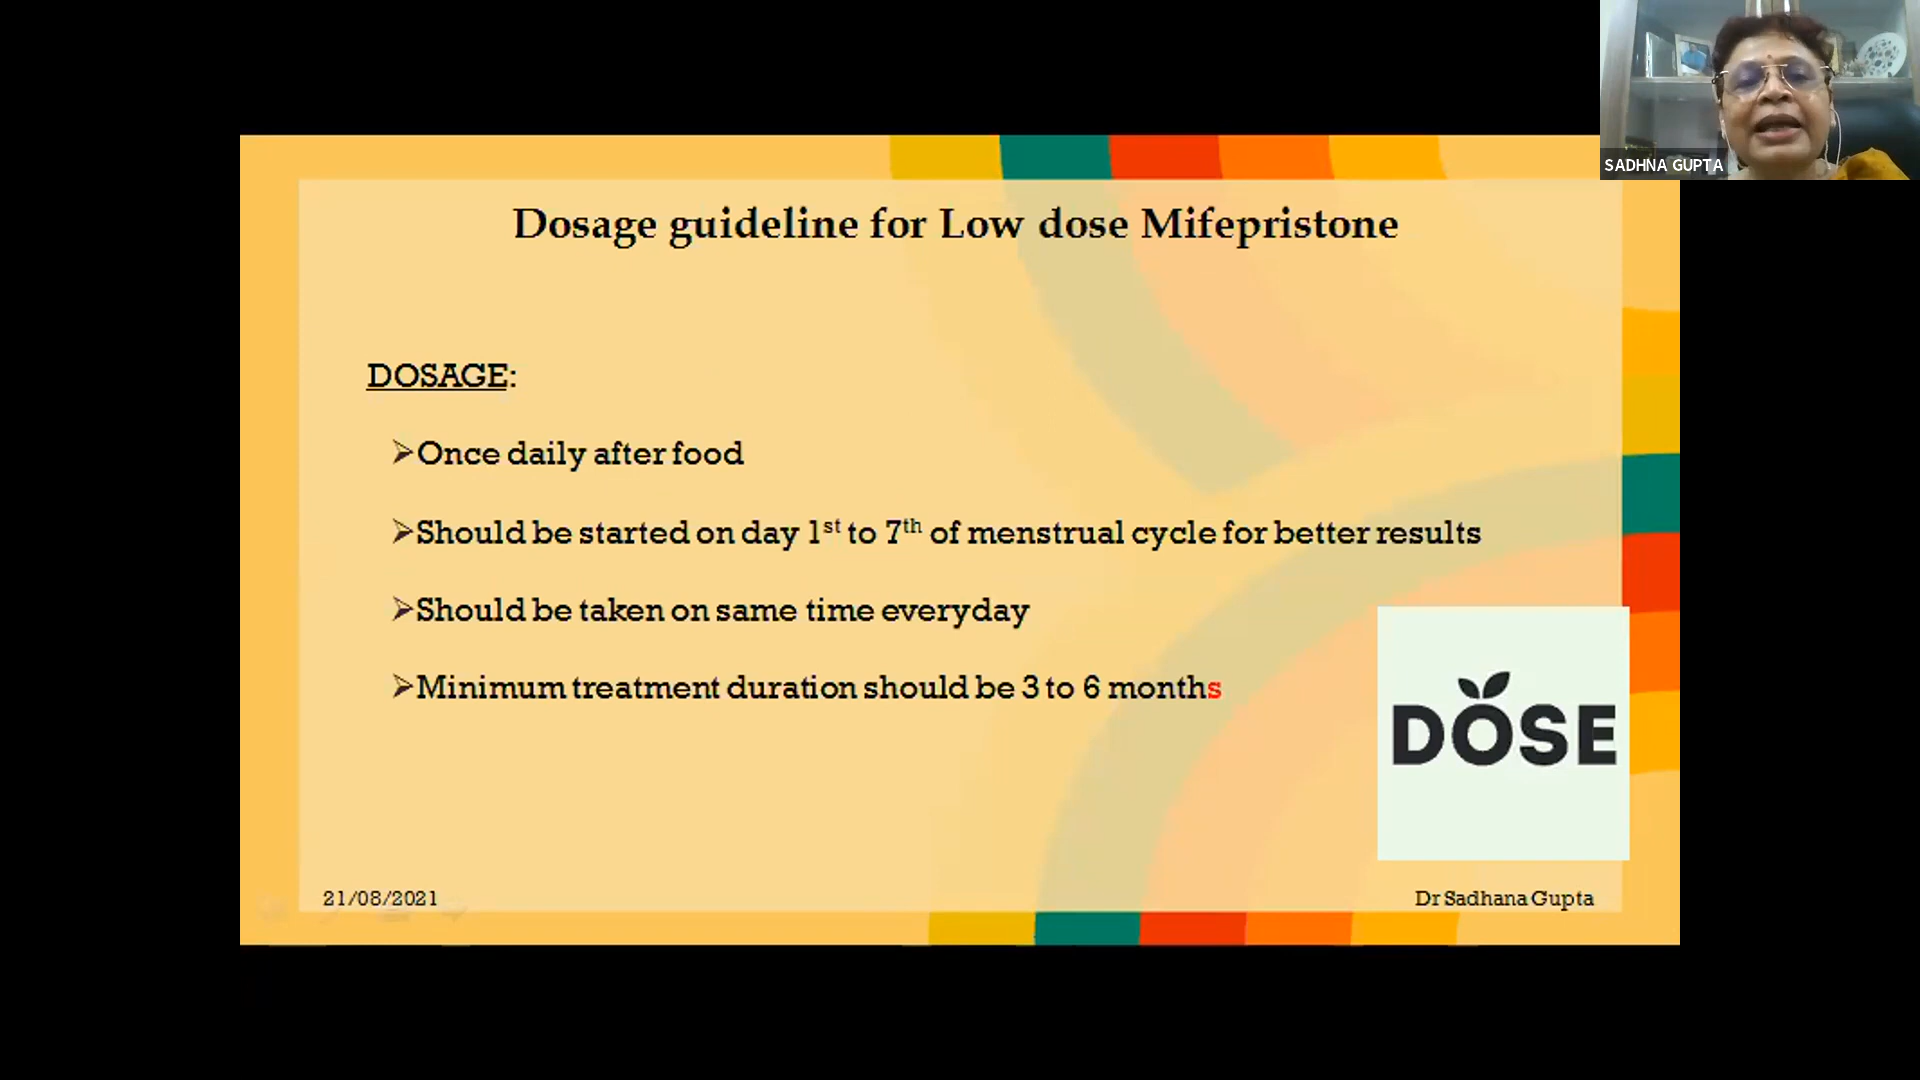 SADHNA GUPTA
Dosage guideline for Low dose Mifepristone
DOSAGE:
➢Once daily after food
➢Should be started on day 1st to 7th of menstrual cycle for better results
➢Should be taken on same time everyday
➢Minimum treatment duration should be 3 to 6 months
DOSE
21/08/2021
Dr Sadhana Gupta